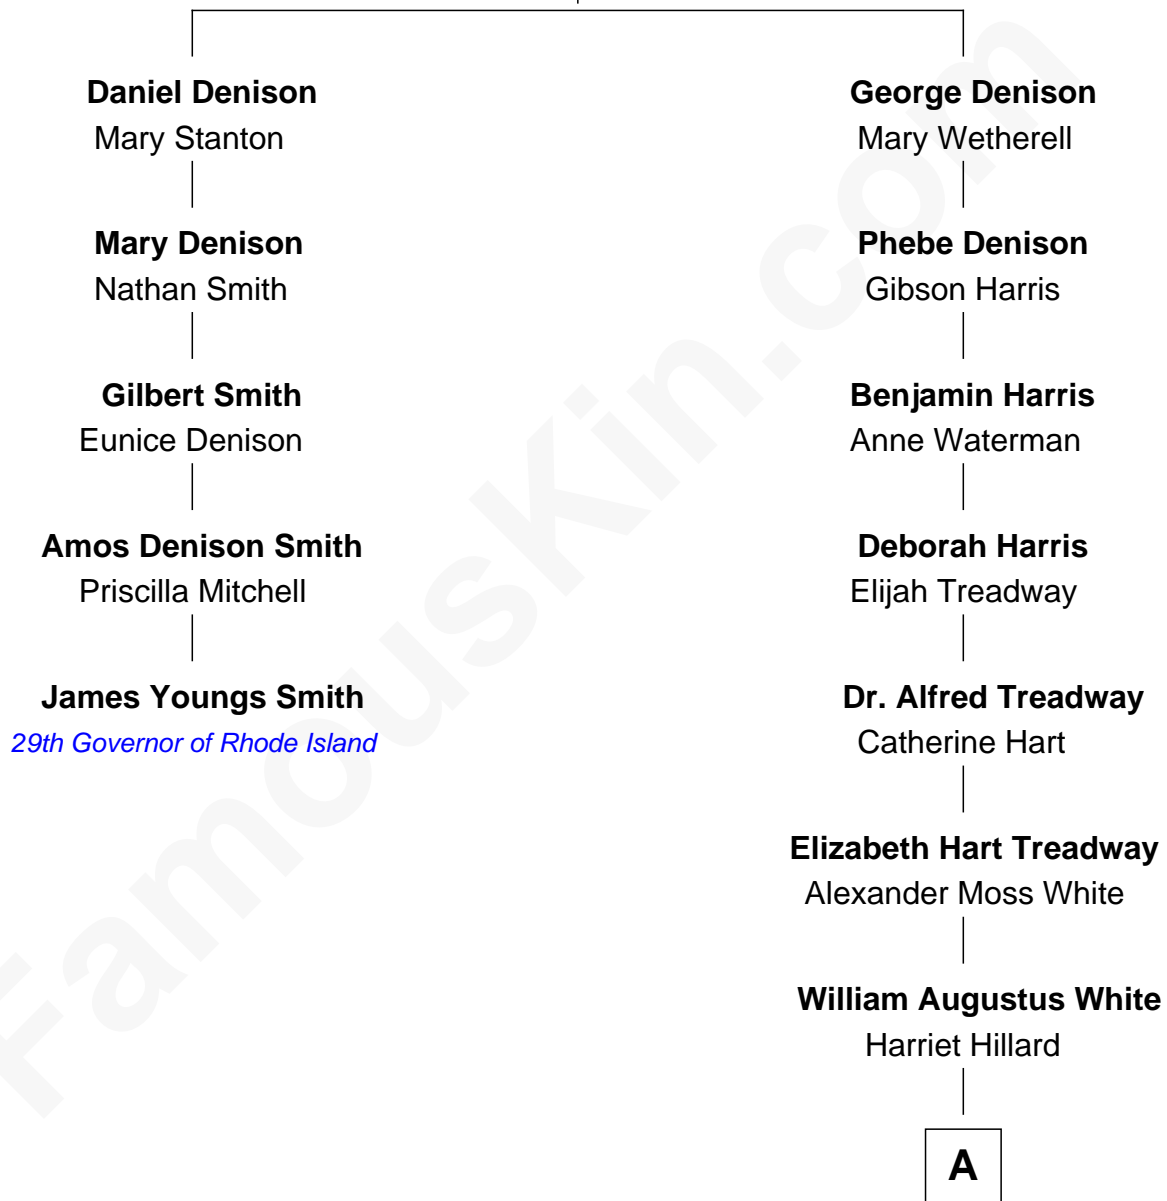 Daniel Denison
Mary Stanton
Mary Denison
Nathan Smith
Gilbert Smith
Eunice Denison
Amos Denison Smith
Priscilla Mitchell
James Youngs Smith
29th Governor of Rhode Island
George Denison
Mary Wetherell
Phebe Denison
Gibson Harris
Benjamin Harris
Anne Waterman
Deborah Harris
Elijah Treadway
Dr. Alfred Treadway
Catherine Hart
Elizabeth Hart Treadway
Alexander Moss White
William Augustus White
Harriet Hillard
A
FamousKin.com